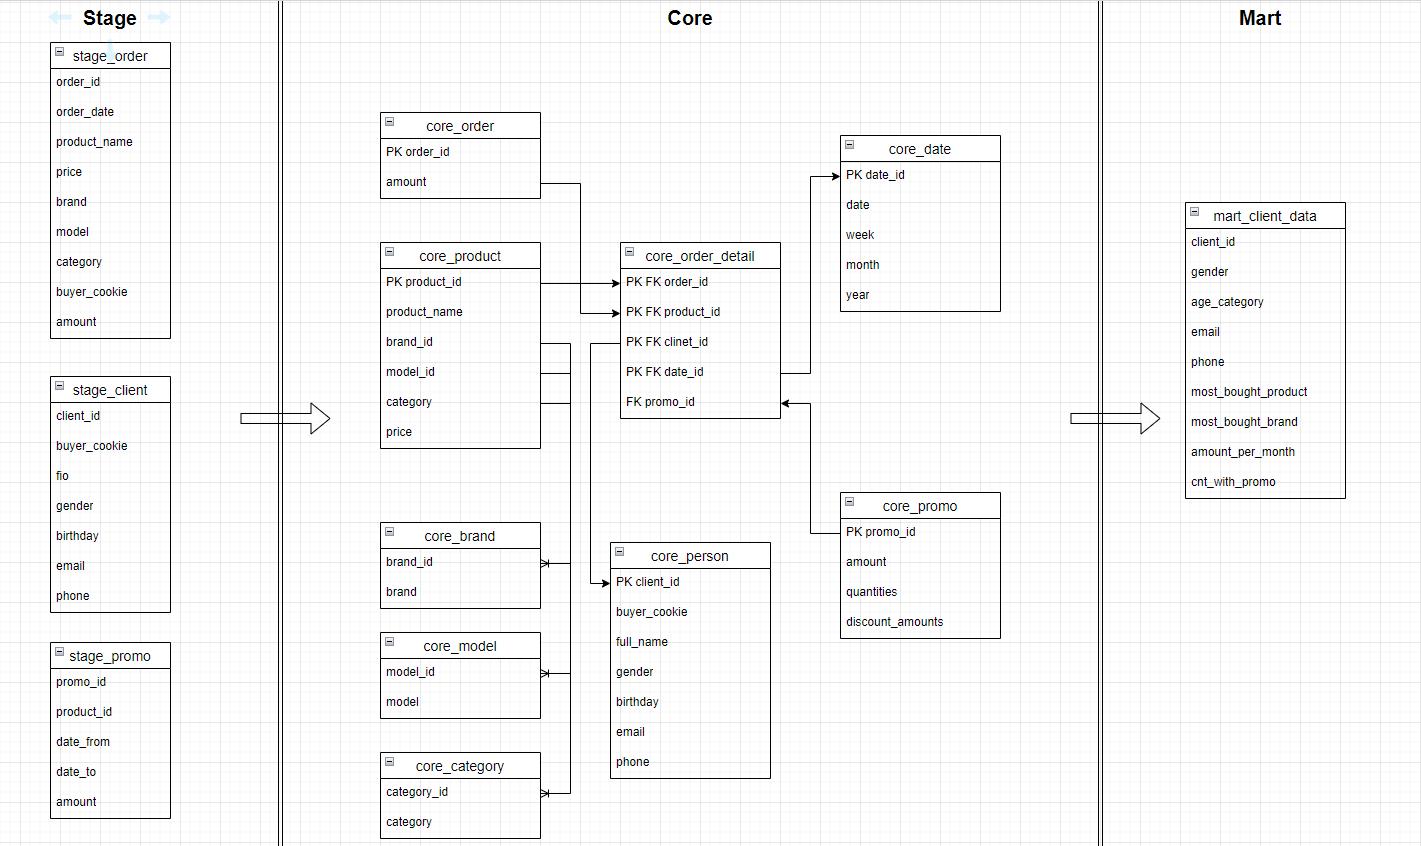 Stage
Core
Mart
stage_order
order_id
order_date
product_name
price
brand
model
category
buyer_cookie
amount
stage_client
client_id
buyer_cookie
fio
gender
birthday
email
phone
stage_promo
promo_id
product_id
date_from
date_to
amount
core_order
PK order_id
amount
core_product
PK product_id
product_name
brand_id
model_id
category
price
core_brand
brand_id
brand
core_model
model_id
model
core_category
category_id
category
core_order_detail
PK FK order_id
PK FK product_id
PK FK clinet_id
PK FK date_id
FK promo_id
core_person
PK client_id
buyer_cookie
full_name
gender
birthday
email
phone
core_date
PK date_id
date
week
month
year
core_promo
PK promo_id
amount
quantities
discount_amounts
mart_client_data
client_id
gender
age_category
email
phone
most_bought_product
most_bought_brand
amount_per_month
cnt_with_promo